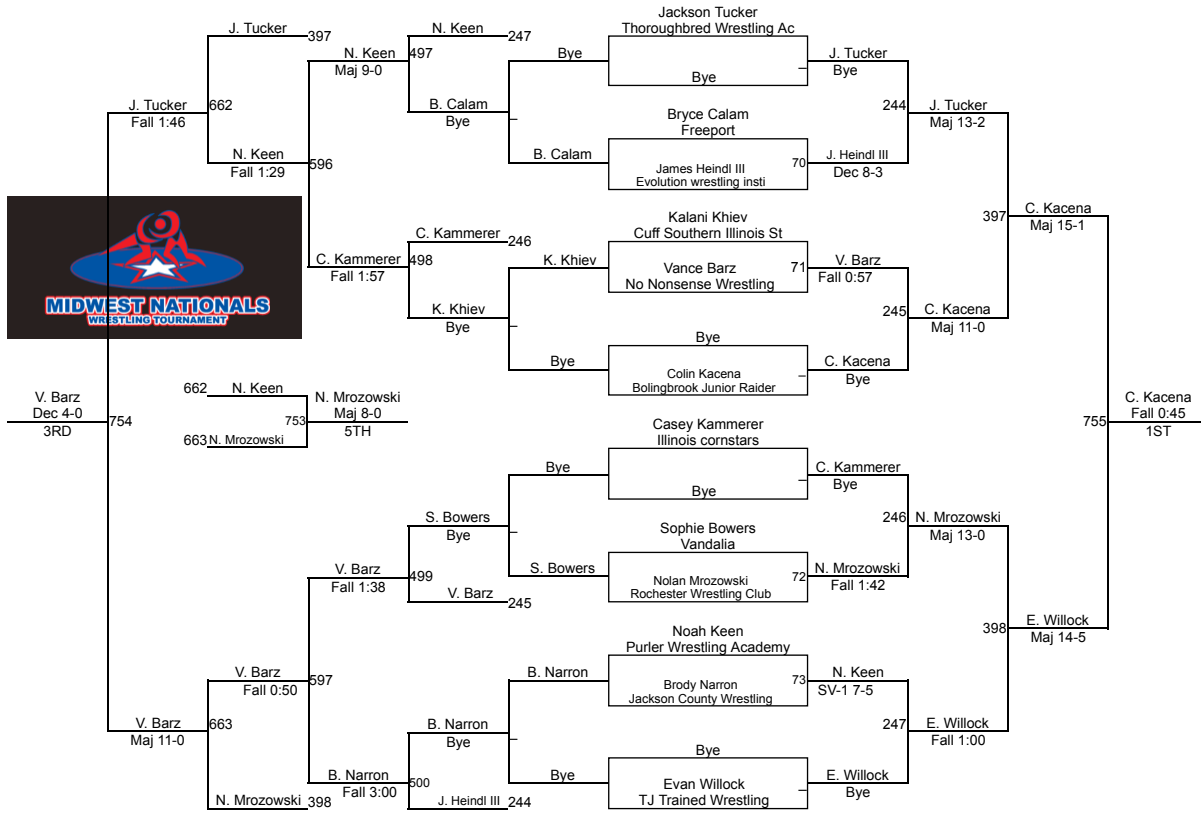 Jackson Tucker
Thoroughbred Wrestling Ac
J. Tucker
397
N. Keen
247
N. Keen
497
Maj 9-0
Bye
Bye
–
J. Tucker
Bye
J. Tucker
662
Fall 1:46
B. Calam
Bye
–
244
J. Tucker
Maj 13-2
Bryce Calam
Freeport
N. Keen
596
Fall 1:29
B. Calam
James Heindl III
Evolution wrestling insti
70
J. Heindl III
Dec 8-3
397
C. Kacena
Maj 15-1
Kalani Khiev
Cuff Southern Illinois St
C. Kammerer
246
C. Kammerer
498
Fall 1:57
K. Khiev
Vance Barz
No Nonsense Wrestling
71
V. Barz
Fall 0:57
MIDWEST NATIONALS
WRESTLING TOURNAMENT
K. Khiev
Bye
–
245
C. Kacena
Maj 11-0
Bye
Bye
Colin Kacena
Bolingbrook Junior Raider
–
C. Kacena
Bye
V. Barz
Dec 4-0
3RD
754
662
N. Keen
663
N. Mrozowski
753
N. Mrozowski
Maj 8-0
5TH
755
C. Kacena
Fall 0:45
1ST
Casey Kammerer
Illinois cornstars
Bye
Bye
–
C. Kammerer
Bye
S. Bowers
Bye
–
246
N. Mrozowski
Maj 13-0
Sophie Bowers
Vandalia
V. Barz
499
Fall 1:38
S. Bowers
Nolan Mrozowski
Rochester Wrestling Club
72
N. Mrozowski
Fall 1:42
V. Barz
245
398
E. Willock
Maj 14-5
Noah Keen
Purler Wrestling Academy
V. Barz
597
Fall 0:50
B. Narron
Brody Narron
Jackson County Wrestling
73
N. Keen
SV-1 7-5
V. Barz
663
Maj 11-0
B. Narron
Bye
–
247
E. Willock
Fall 1:00
Bye
B. Narron
500
Fall 3:00
Bye
Evan Willock
TJ Trained Wrestling
–
E. Willock
Bye
N. Mrozowski
398
J. Heindl III
244